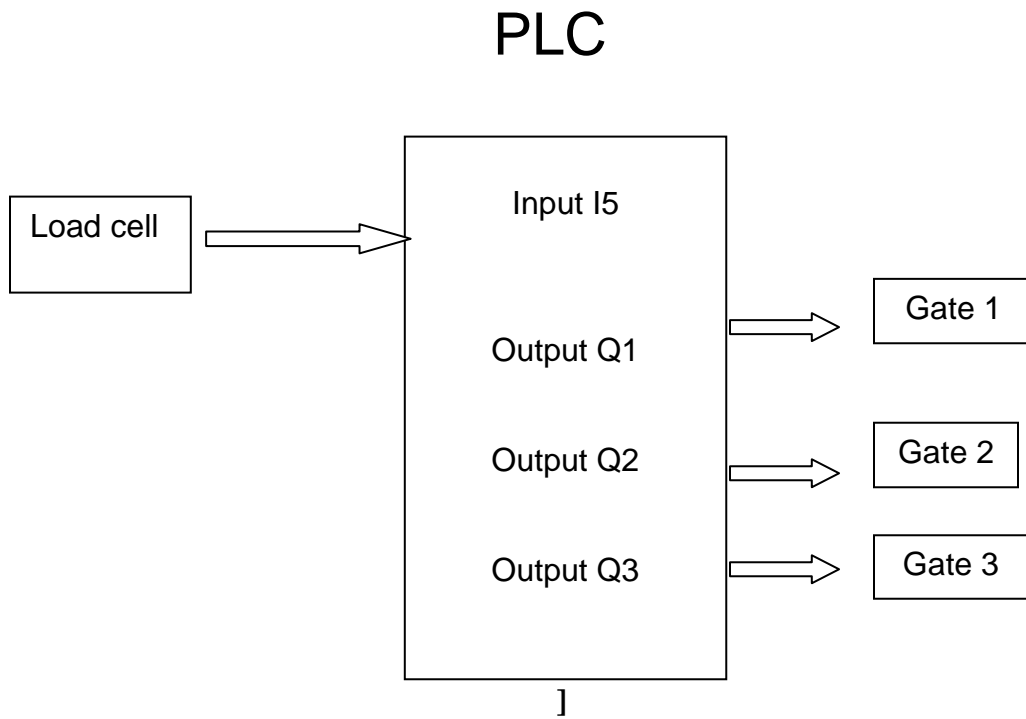 PLC
Input I5
Load cell
Gate 1
Output Q1
Gate 2
Output Q2
Gate 3
Output Q3
]